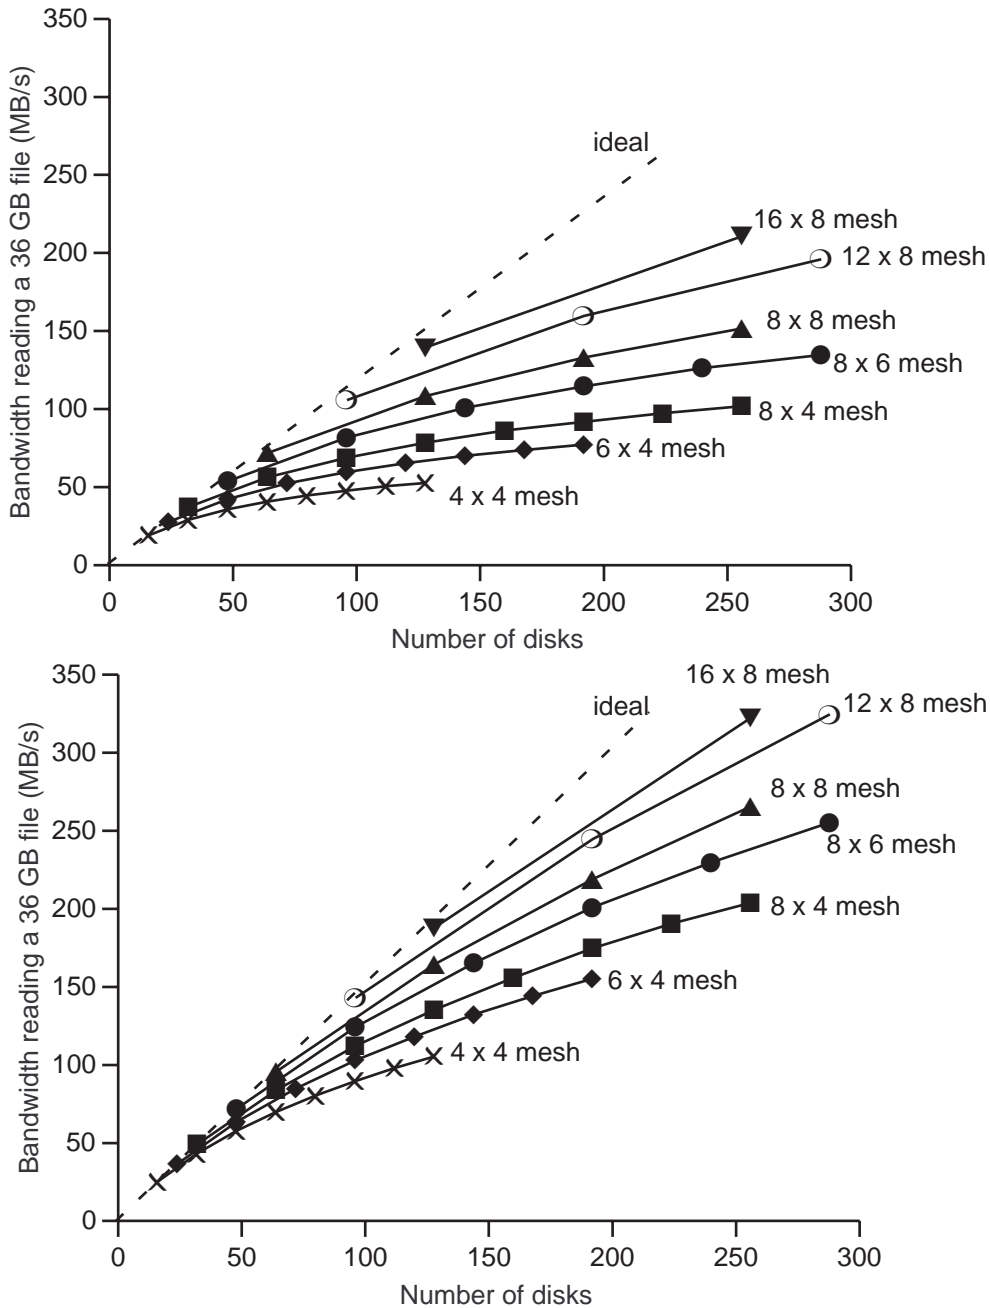 350
300
250
200
150
100
50
0
Bandwidth reading a 36 GB file (MB/s)
ideal
16 x 8 mesh
12 x 8 mesh
8 x 8 mesh
8 x 6 mesh
8 x 4 mesh
6 x 4 mesh
4 x 4 mesh
0 50 100 150 200 250 300
Number of disks
350
300
250
200
150
100
50
0
Bandwidth reading a 36 GB file (MB/s)
16 x 8 mesh
ideal
12 x 8 mesh
8 x 8 mesh
8 x 6 mesh
8 x 4 mesh
6 x 4 mesh
4 x 4 mesh
0 50 100 150 200 250 300
Number of disks